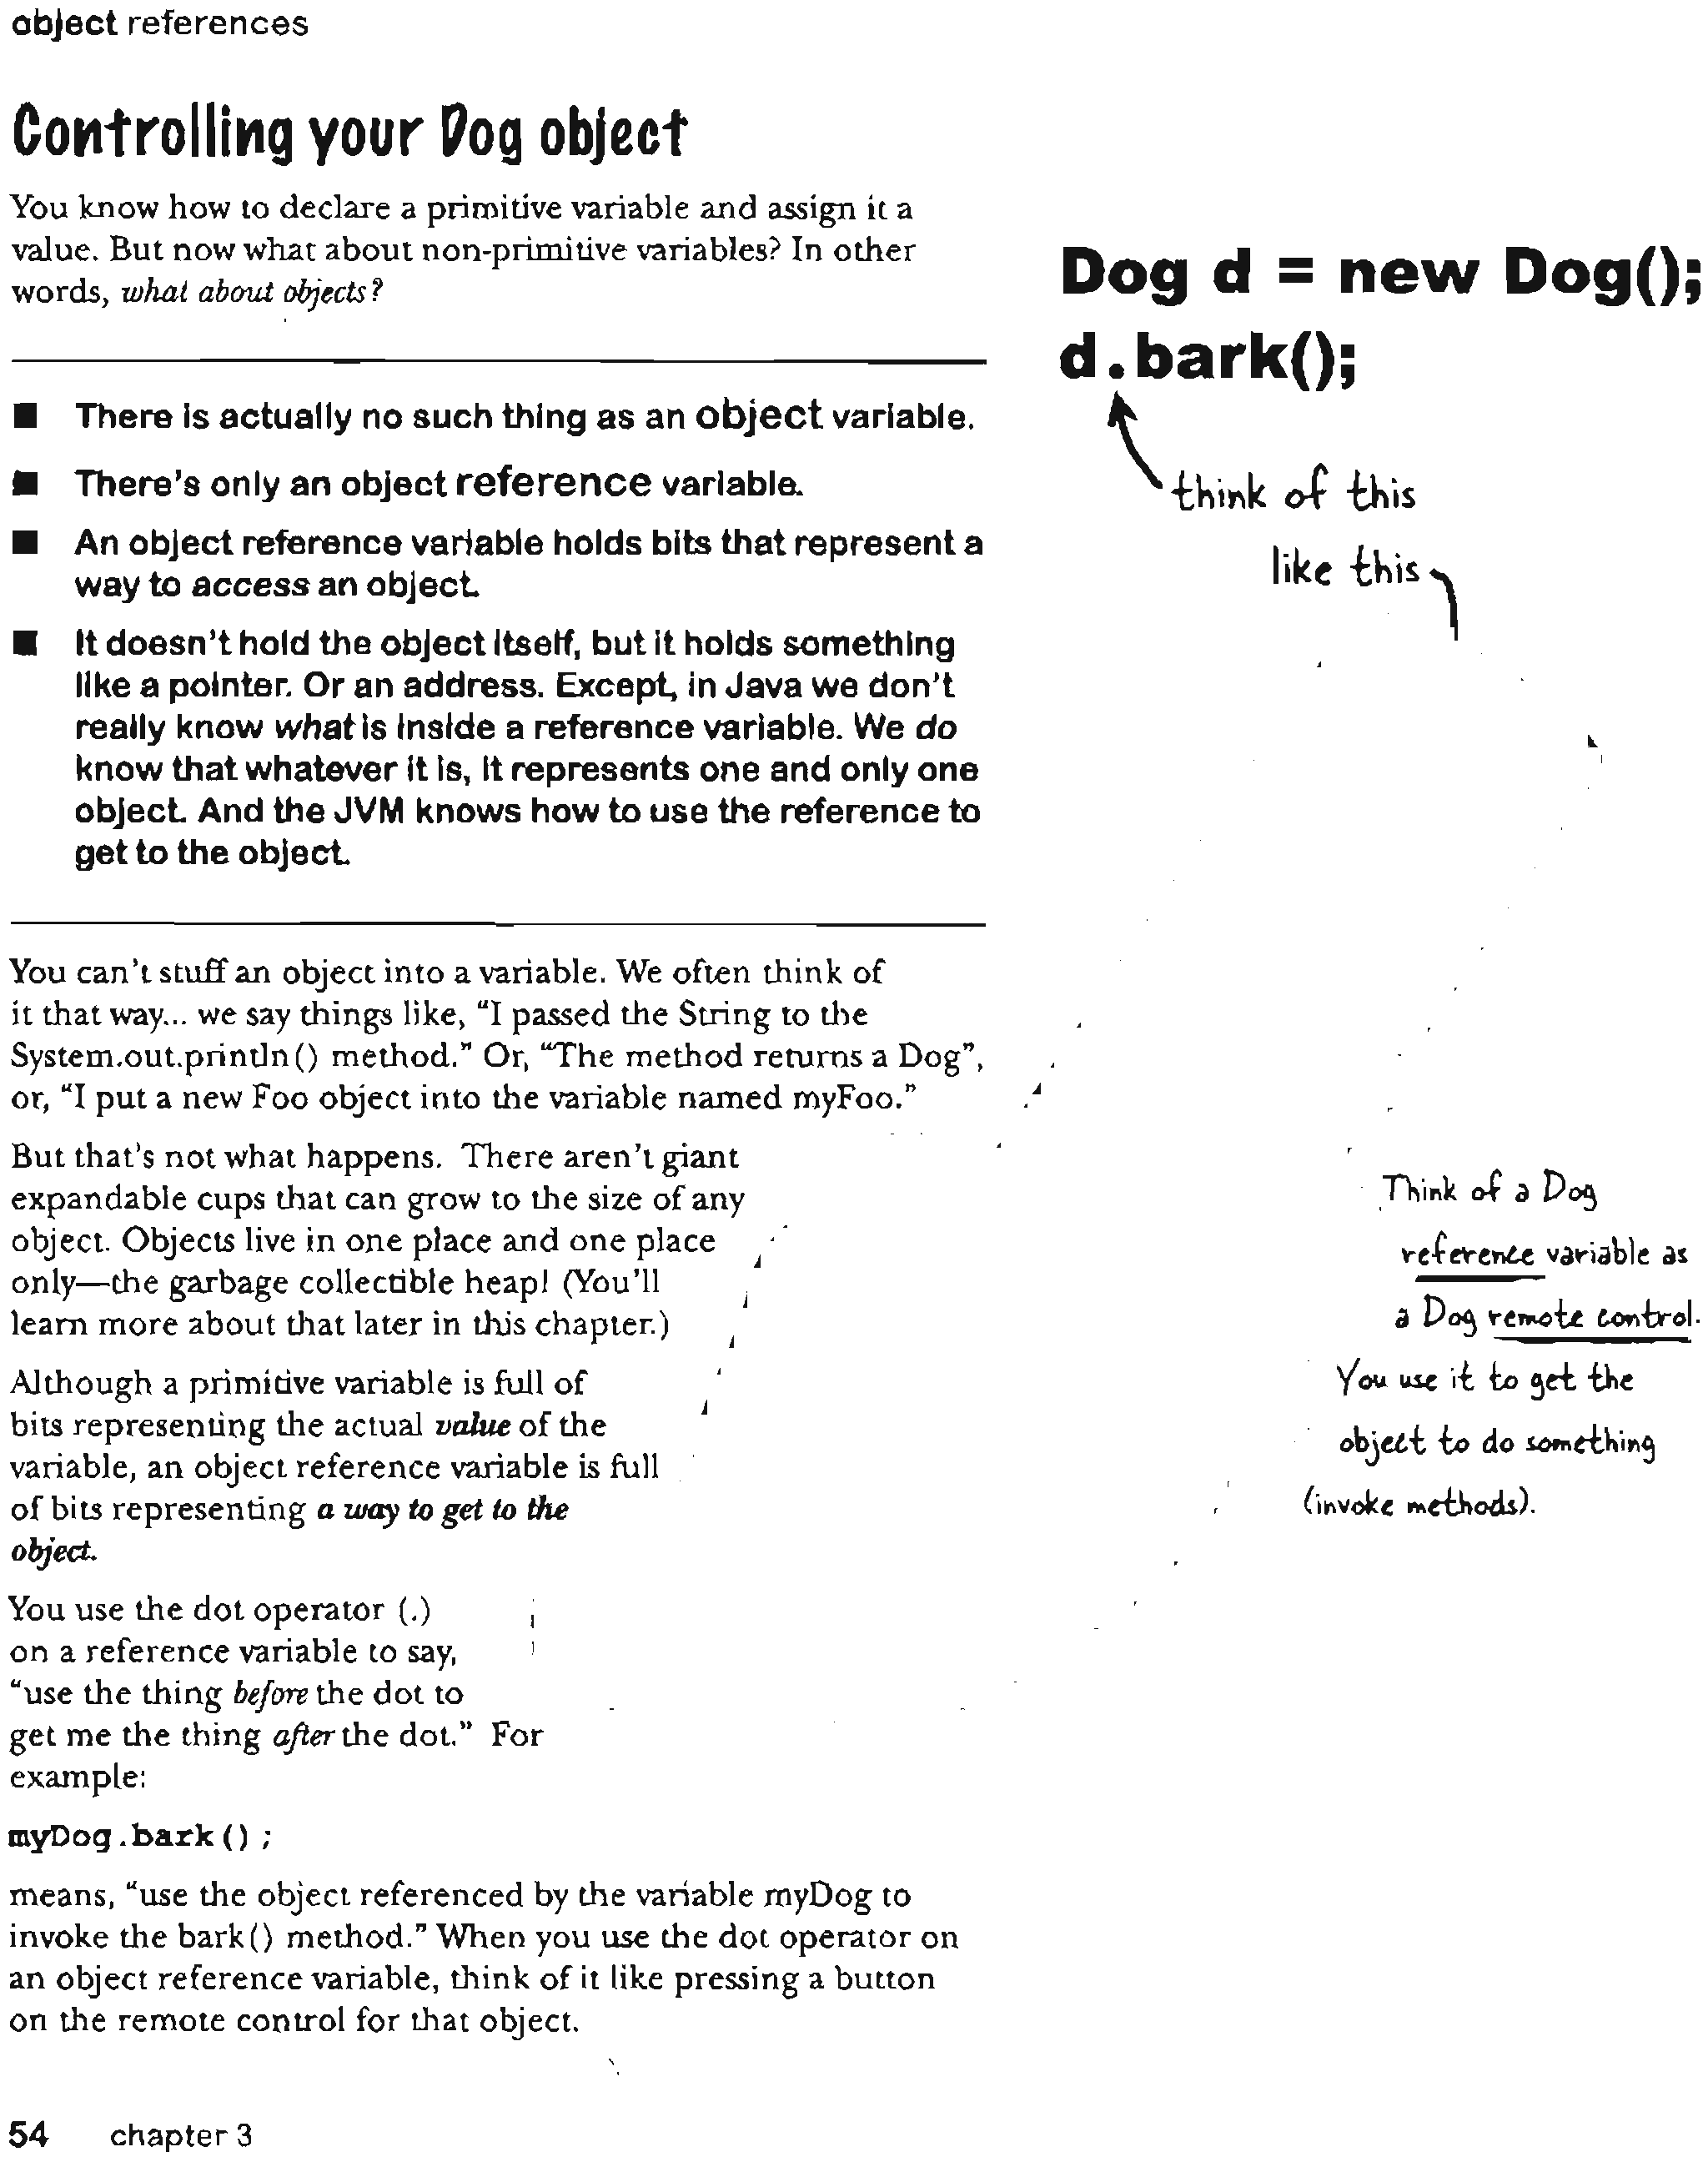 object references
Controlling your Dog object
You know how to declare a primitive variable and assign it a
value. But now what about non-primitive variables? In other
words, what about objects?
■ There is actually no such thing as an object variable.
■ There's only an object reference variable.
■ An object reference variable holds bits that represent a
way to access an object.
■ It doesn't hold the object itself, but it holds something
like a pointer. Or an address. Except, in Java we don't
really know what is inside a reference variable. We do
know that whatever it is, it represents one and only one
object. And the JVM knows how to use the reference to
get to the object.
You can't stuff an object into a variable. We often think of
it that way... we say things like, "I passed the String to the
System.out.println() method." Or, "The method returns a Dog",
or, "I put a new Foo object into the variable named myFoo."
But that's not what happens. There aren't giant
expandable cups that can grow to the size of any
object. Objects live in one place and one place
only—the garbage collectible heap! (You'll
learn more about that later in this chapter.)
Although a primitive variable is full of
bits representing the actual value of the
variable, an object reference variable is full
of bits representing a way to get to the
object.
You use the dot operator (.)
on a reference variable to say,
"use the thing before the dot to
get me the thing after the dot." For
example:
myDog.bark();
means, "use the object referenced by the variable myDog to
invoke the bark() method." When you use the dot operator on
an object reference variable, think of it like pressing a button
on the remote control for that object.
Dog d = new Dog();
d.bark();
think of this
like this
Think of a Dog
reference variable as
a Dog remote control.
You use it to get the
object to do something
(invoke methods).
54 chapter 3